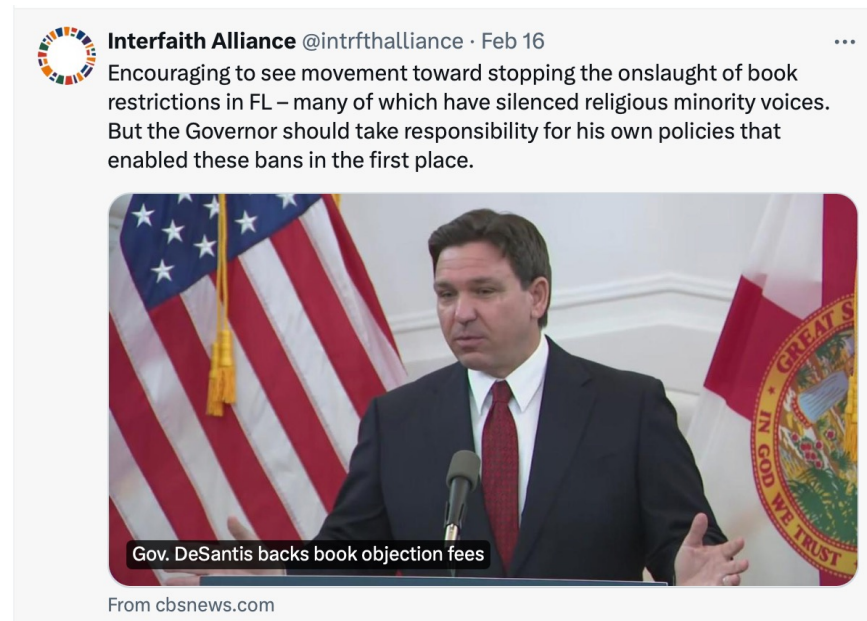 Interfaith Alliance @intrfthalliance · Feb 16
Encouraging to see movement toward stopping the onslaught of book
restrictions in FL – many of which have silenced religious minority voices.
But the Governor should take responsibility for his own policies that
enabled these bans in the first place.
GREAT S
IN GOD WE TRUST
Gov. DeSantis backs book objection fees
From cbsnews.com